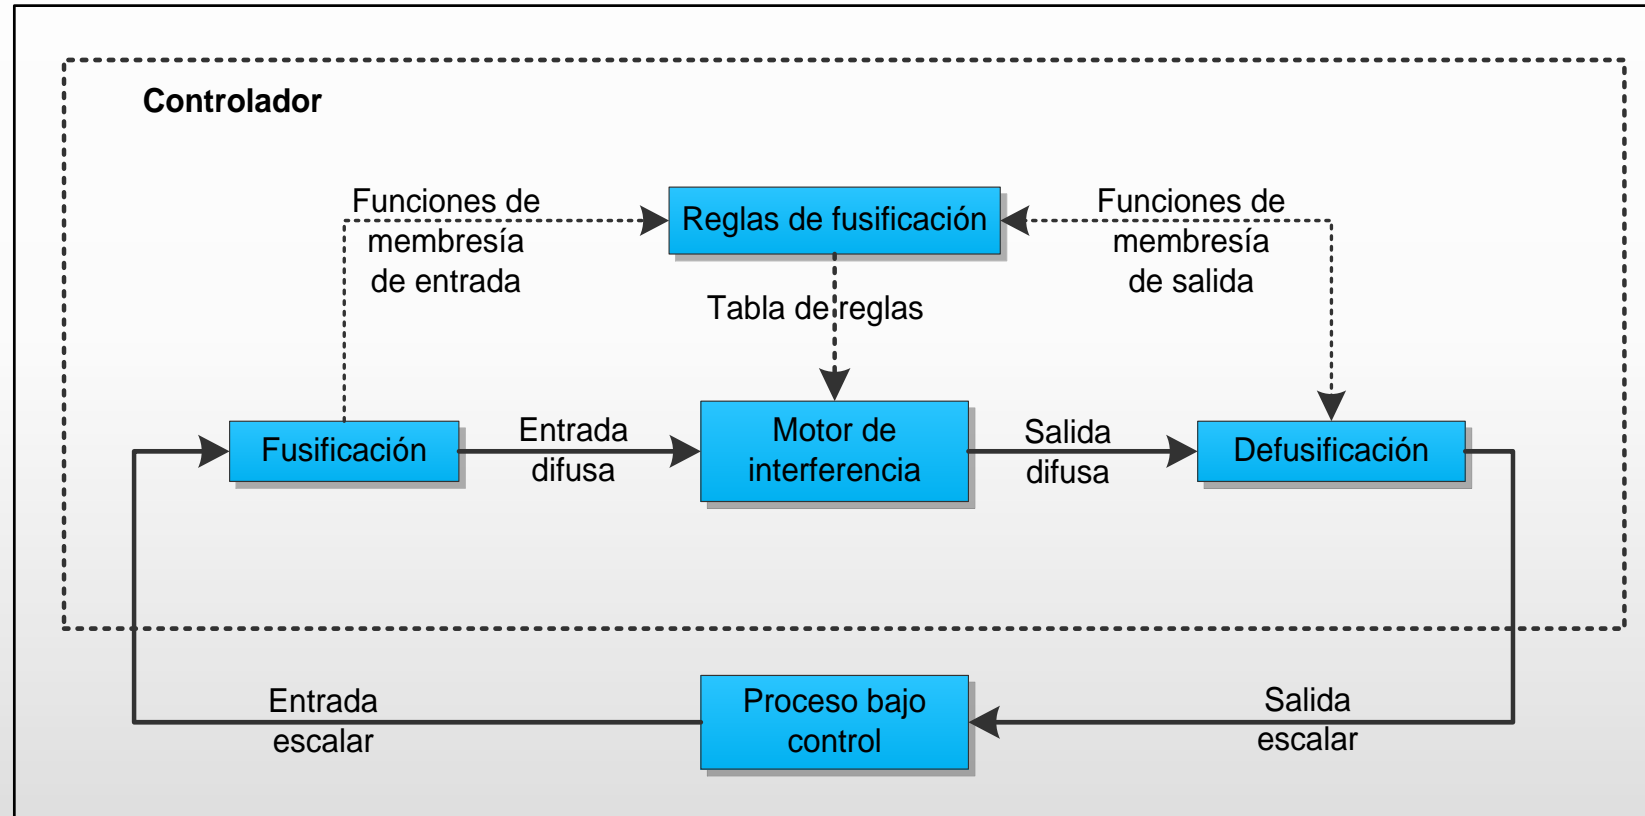 Controlador
Funciones de
membresía
de entrada
Reglas de fusificación
Funciones de
membresía
de salida
Tabla de reglas
Fusificación
Entrada
difusa
Motor de
interferencia
Salida
difusa
Defusificación
Entrada
escalar
Proceso bajo
control
Salida
escalar